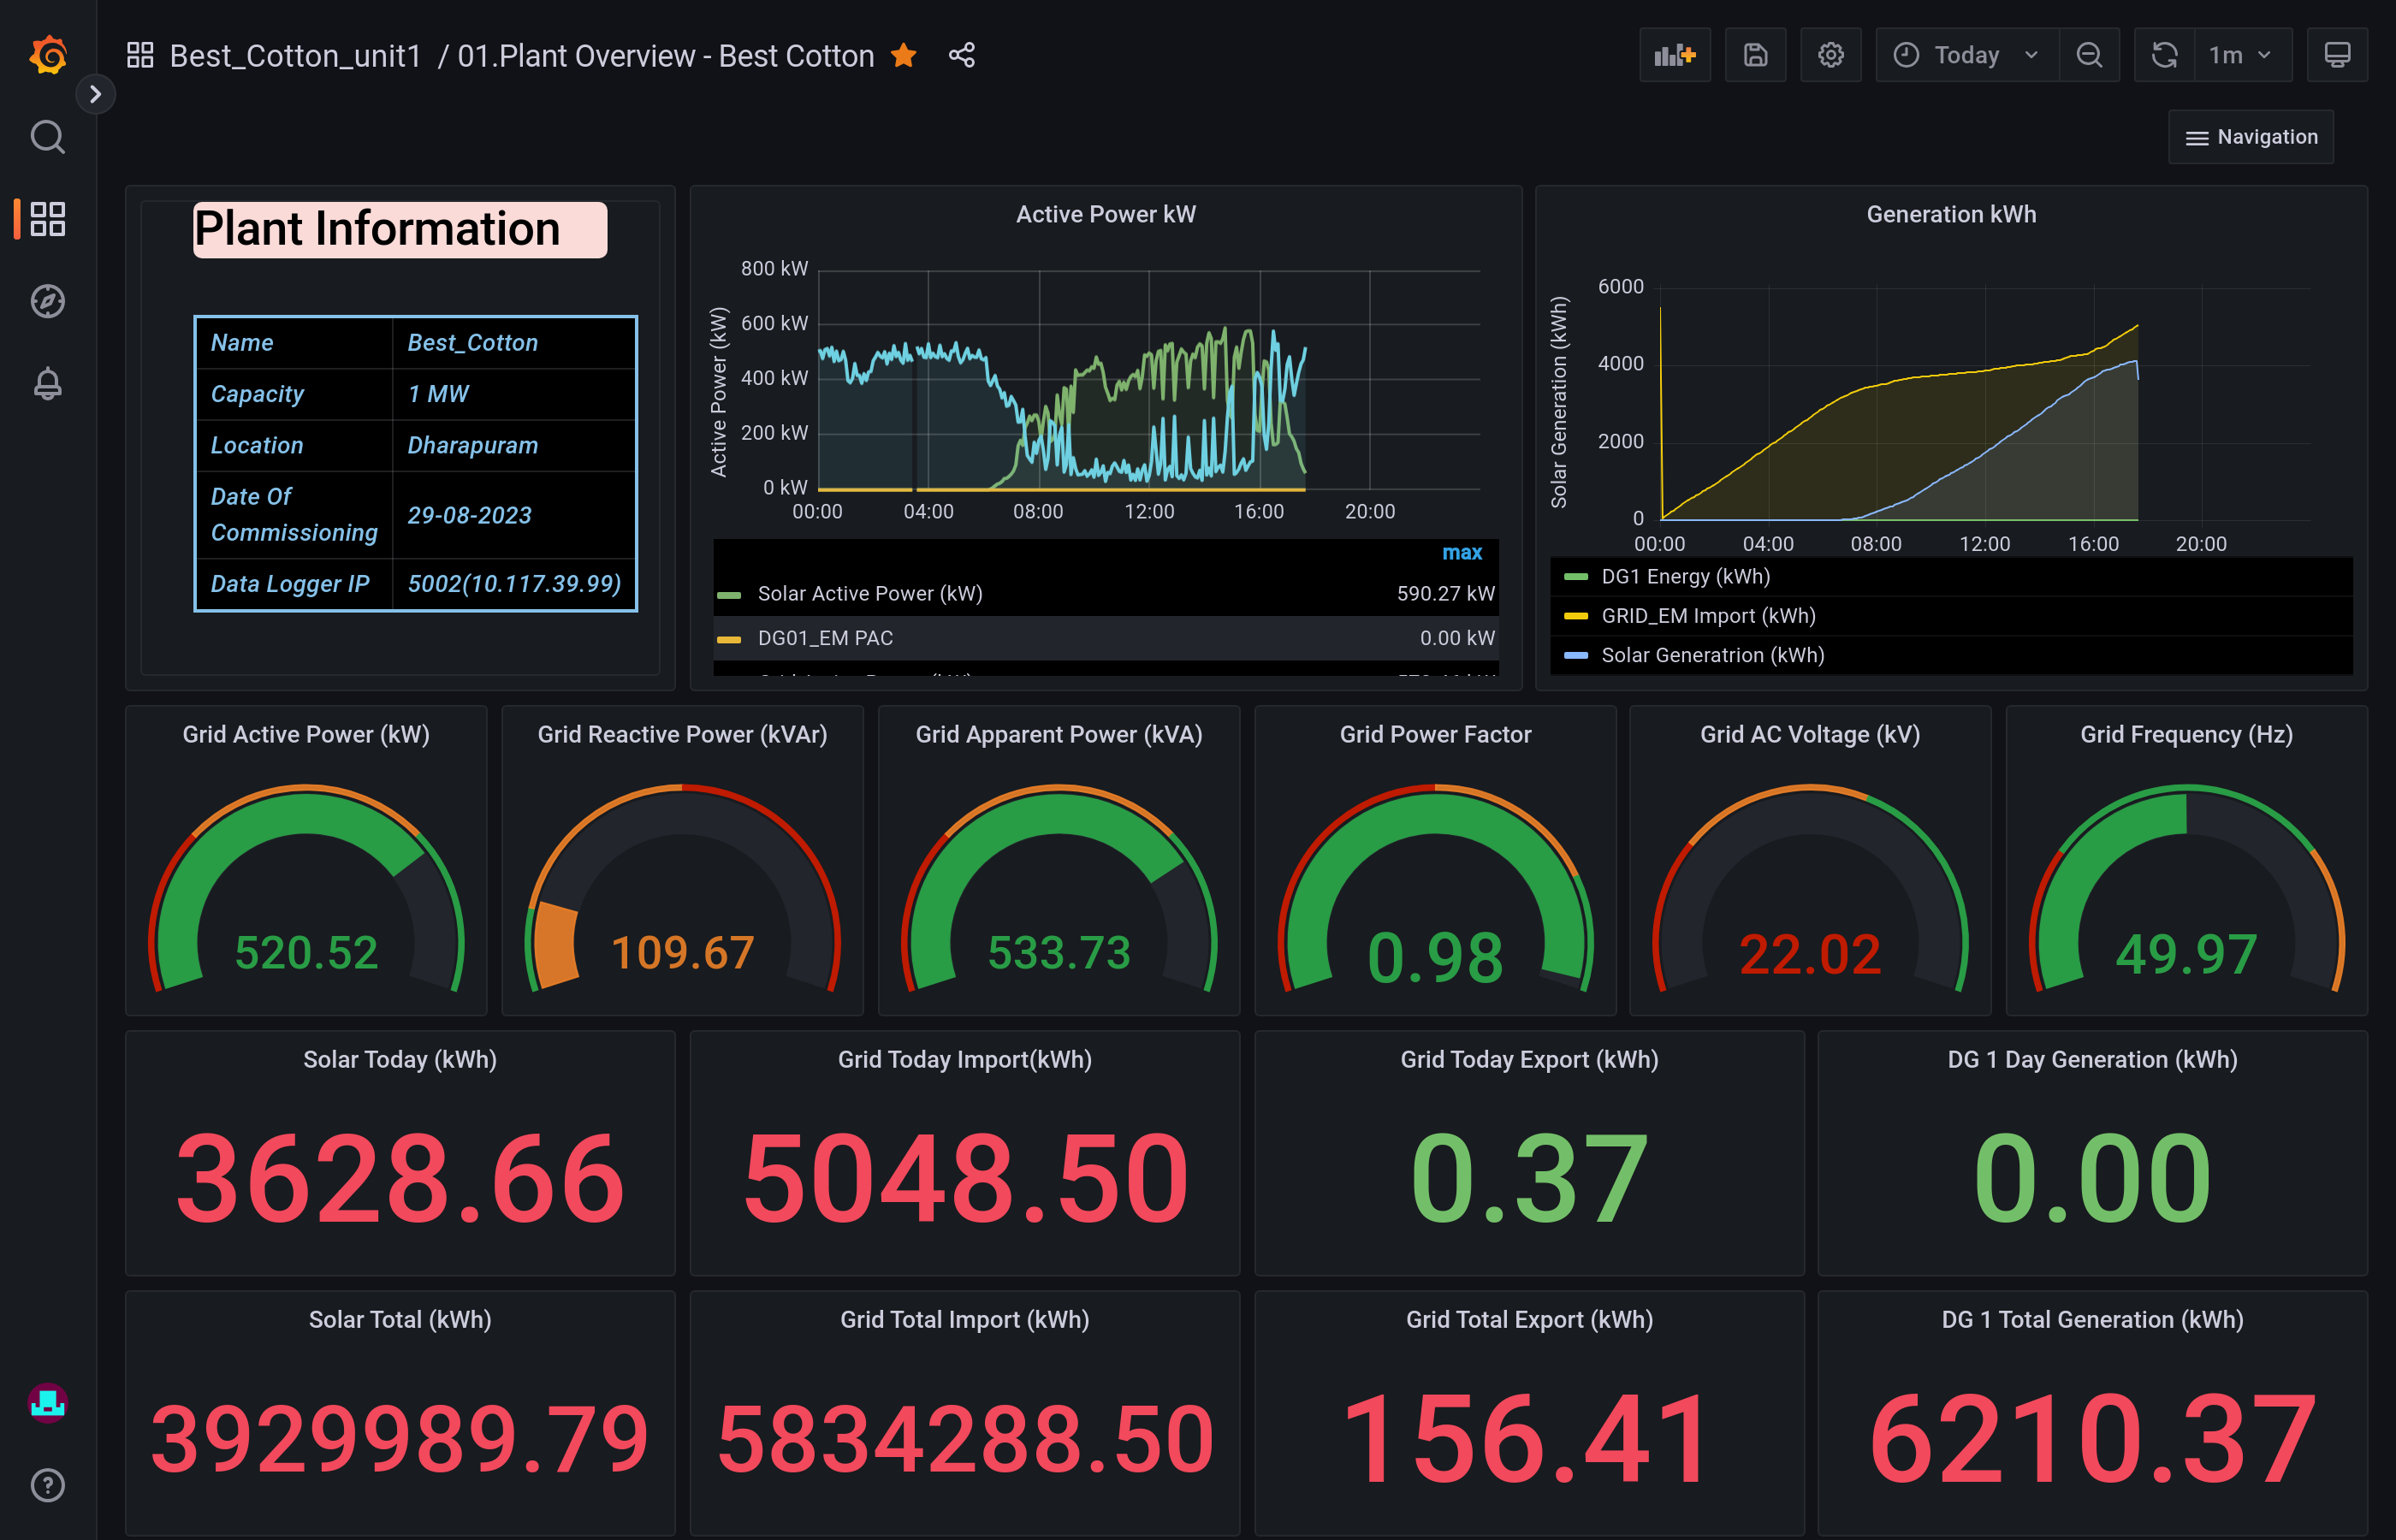 Best_Cotton_unit1 / 01.Plant Overview - Best Cotton
Today
1m
Navigation
Plant Information
Name Best_Cotton
Capacity 1 MW
Location Dharapuram
Date Of
Commissioning 29-08-2023
Data Logger IP 5002(10.117.39.99)
Active Power kW
Active Power (kW)
800 kW
600 kW
400 kW
200 kW
0 kW
00:00 04:00 08:00 12:00 16:00 20:00
max
Solar Active Power (kW) 590.27 kW
DG01_EM PAC 0.00 kW
Generation kWh
Solar Generation (kWh)
6000
4000
2000
0
00:00 04:00 08:00 12:00 16:00 20:00
DG1 Energy (kWh)
GRID_EM Import (kWh)
Solar Generatrion (kWh)
Grid Active Power (kW)
520.52
Grid Reactive Power (kVAr)
109.67
Grid Apparent Power (kVA)
533.73
Grid Power Factor
0.98
Grid AC Voltage (kV)
22.02
Grid Frequency (Hz)
49.97
Solar Today (kWh)
3628.66
Grid Today Import(kWh)
5048.50
Grid Today Export (kWh)
0.37
DG 1 Day Generation (kWh)
0.00
Solar Total (kWh)
3929989.79
Grid Total Import (kWh)
5834288.50
Grid Total Export (kWh)
156.41
DG 1 Total Generation (kWh)
6210.37